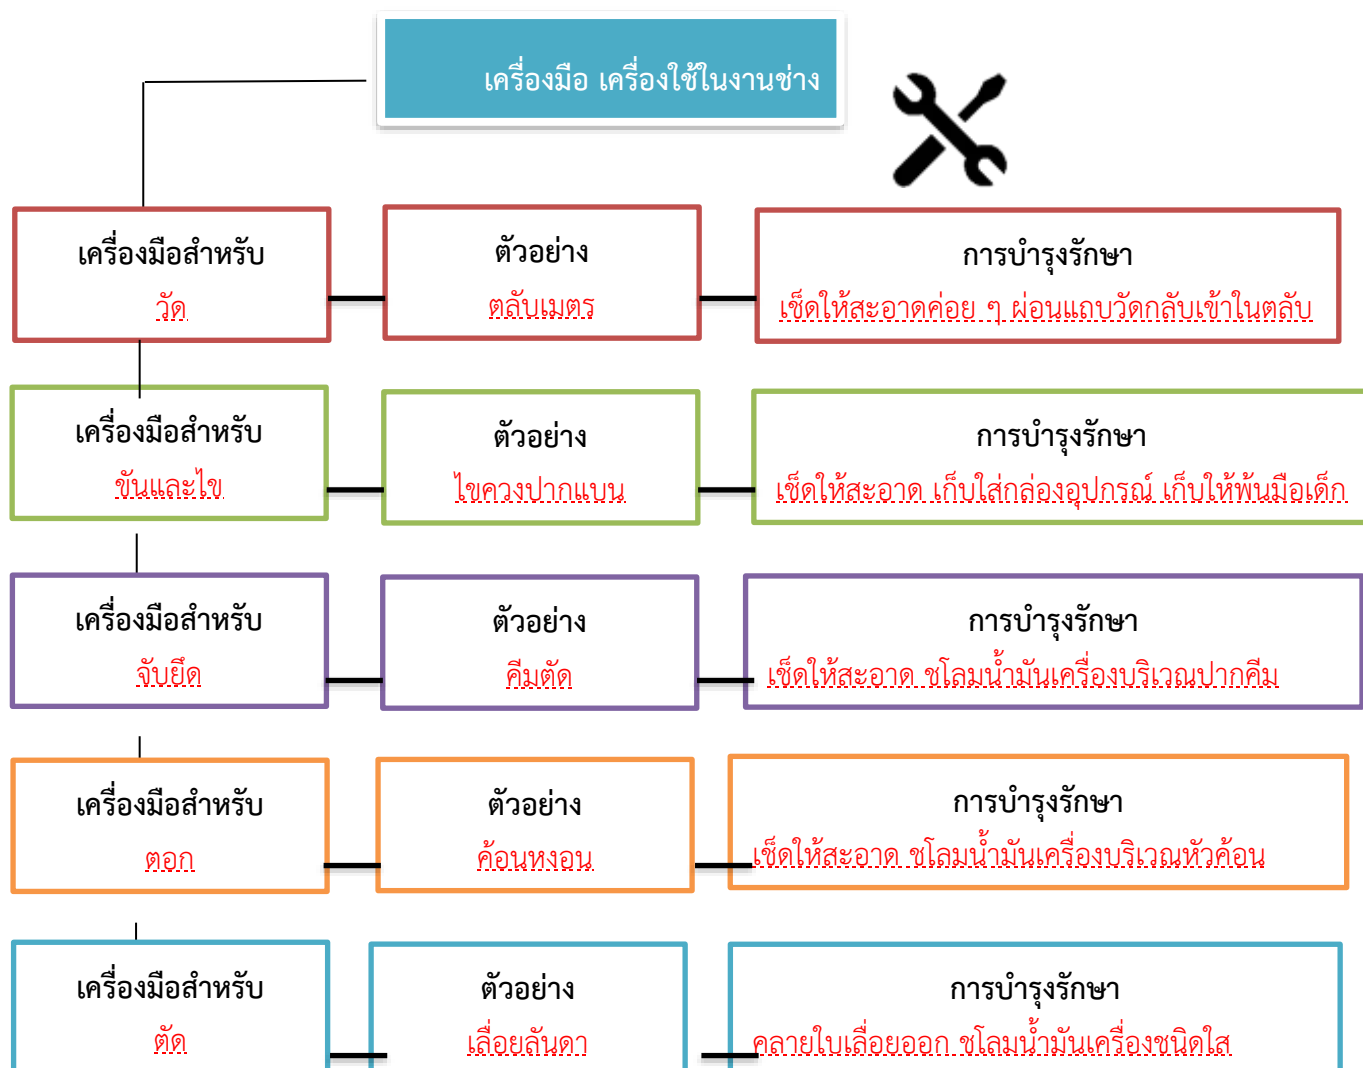 เครื่องมือ เครื่องใช้ในงานช่าง
เครื่องมือสำหรับ
วัด
ตัวอย่าง
ตลับเมตร
การบำรุงรักษา
เช็ดให้สะอาดค่อย ๆ ผ่อนแถบวัดกลับเข้าในตลับ
เครื่องมือสำหรับ
ขันและไข
ตัวอย่าง
ไขควงปากแบน
การบำรุงรักษา
เช็ดให้สะอาด เก็บใส่กล่องอุปกรณ์ เก็บให้พ้นมือเด็ก
เครื่องมือสำหรับ
จับยึด
ตัวอย่าง
คีมตัด
การบำรุงรักษา
เช็ดให้สะอาด ชโลมน้ำมันเครื่องบริเวณปากคีม
เครื่องมือสำหรับ
ตอก
ตัวอย่าง
ค้อนหงอน
การบำรุงรักษา
เช็ดให้สะอาด ชโลมน้ำมันเครื่องบริเวณหัวค้อน
เครื่องมือสำหรับ
ตัด
ตัวอย่าง
เลื่อยลันดา
การบำรุงรักษา
คลายใบเลื่อยออก ชโลมน้ำมันเครื่องชนิดใส